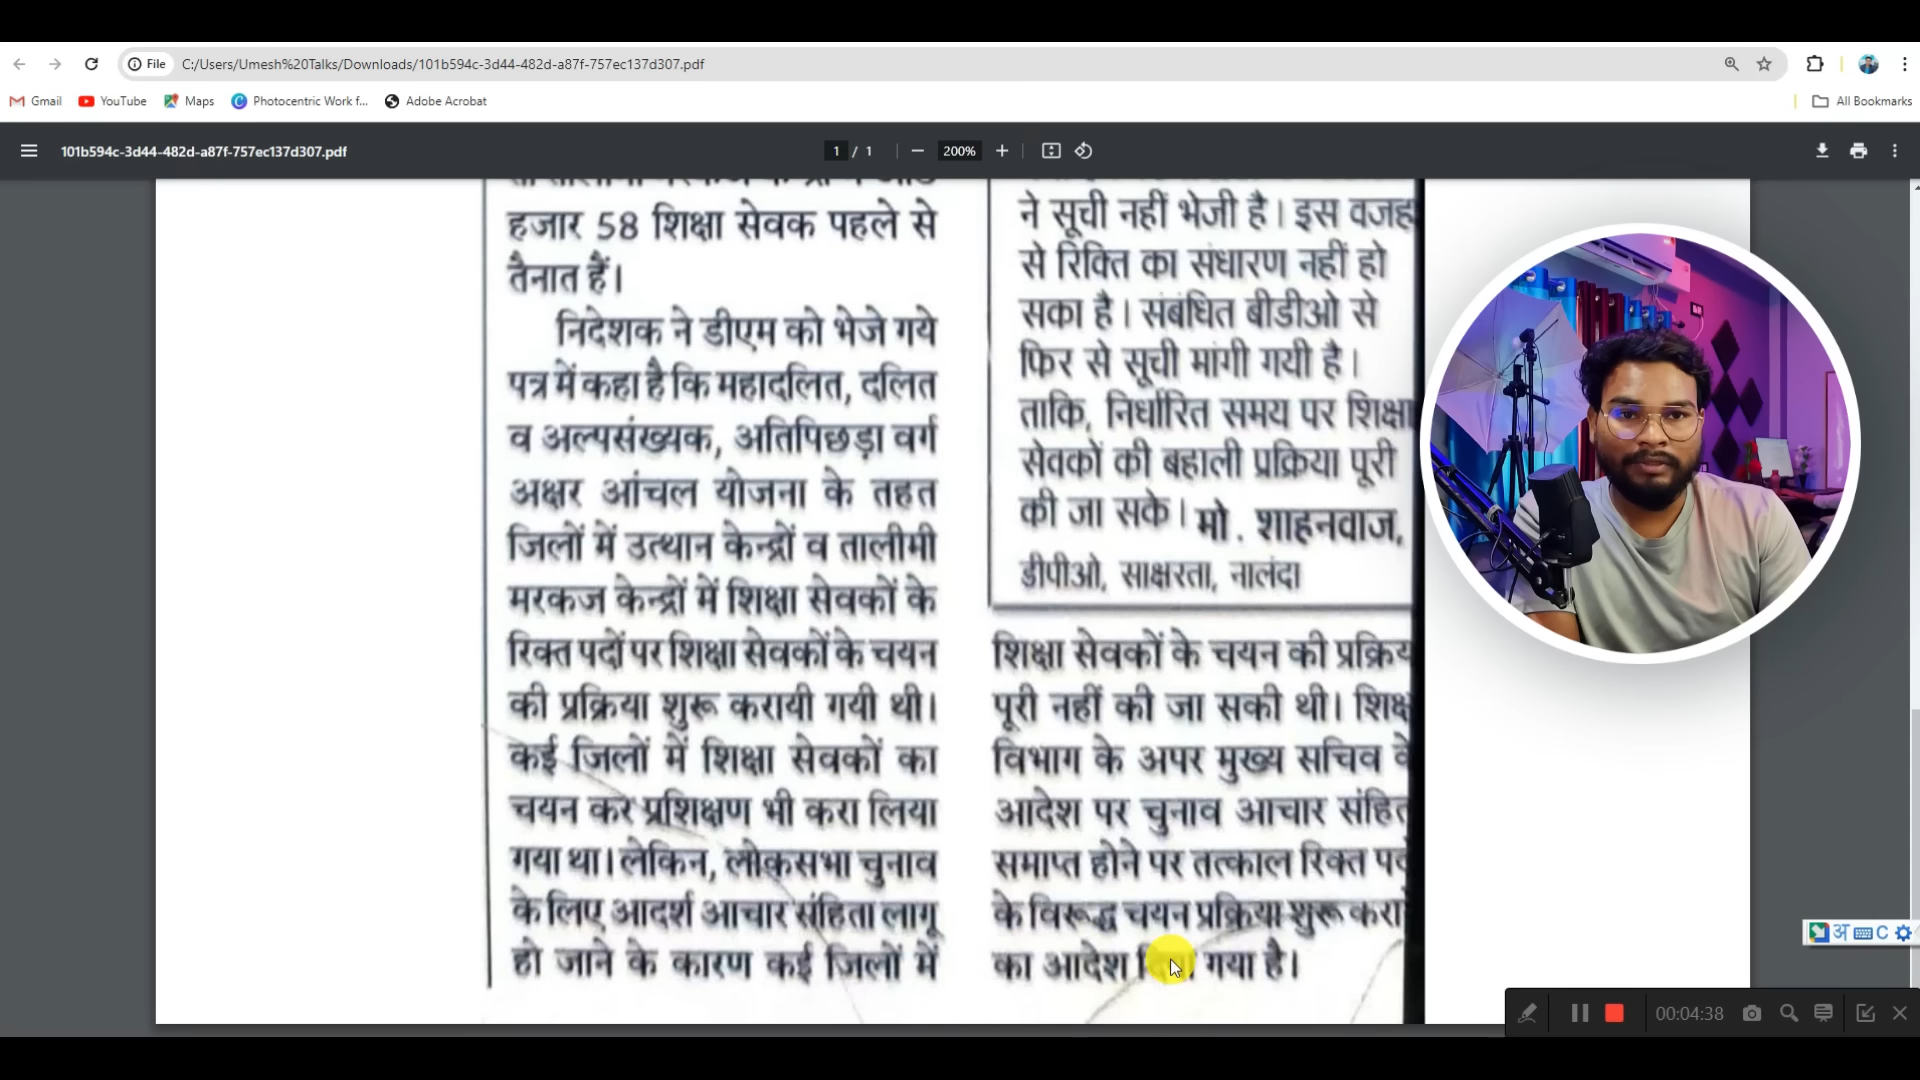 File
C:/Users/Umesh%20Talks/Downloads/101b594c-3d44-482d-a87f-757ec137d307.pdf
Gmail
YouTube
Maps
Photocentric Work f...
Adobe Acrobat
All Bookmarks
101b594c-3d44-482d-a87f-757ec137d307.pdf
1 / 1
200%
हजार 58 शिक्षा सेवक पहले से
तैनात हैं।
निदेशक ने डीएम को भेजे गये
पत्र में कहा है कि महादलित, दलित
व अल्पसंख्यक, अतिपिछड़ा वर्ग
अक्षर आंचल योजना के तहत
जिलों में उत्थान केन्द्रों व तालीमी
मरकज केन्द्रों में शिक्षा सेवकों के
रिक्त पदों पर शिक्षा सेवकों के चयन
की प्रक्रिया शुरू करायी गयी थी।
कई जिलों में शिक्षा सेवकों का
चयन कर प्रशिक्षण भी करा लिया
गया था। लेकिन, लोकसभा चुनाव
के लिए आदर्श आचार संहिता लागू
हो जाने के कारण कई जिलों में
ने सूची नहीं भेजी है। इस वजह
से रिक्ति का संधारण नहीं हो
सका है। संबंधित बीडीओ से
फिर से सूची मांगी गयी है।
ताकि, निर्धारित समय पर शिक्षा
सेवकों की बहाली प्रक्रिया पूरी
की जा सके। मो. शाहनवाज,
डीपीओ, साक्षरता, नालंदा
शिक्षा सेवकों के चयन की
पूरी नहीं की जा सकी थी।
विभाग के अपर मुख्य सचिव
आदेश पर चुनाव आचार
समाप्त होने पर तत्काल रिक्त
के विरूद्ध चयन प्रक्रिया शुरू
का आदेश गया है।
अ
C
00:04:38